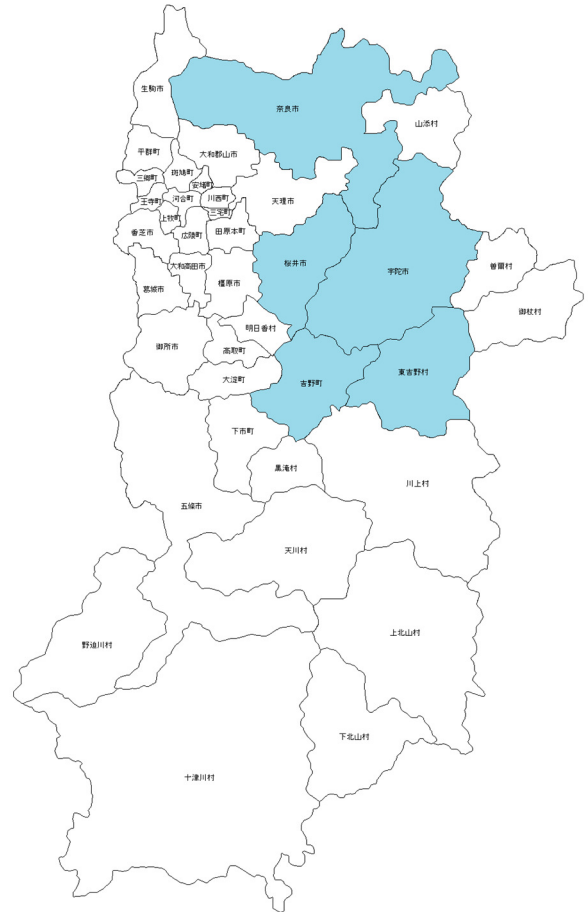 生駒市
奈良市
山添村
平群町
大和郡山市
三郷町
斑鳩町
安堵町
王寺町
河合町
川西町
天理市
上牧町
三宅町
香芝市
広陵町
田原本町
桜井市
宇陀市
曽爾村
大和高田市
葛城市
橿原市
御杖村
明日香村
御所市
高取町
大淀町
吉野町
東吉野村
下市町
黒滝村
川上村
五條市
天川村
上北山村
野迫川村
下北山村
十津川村